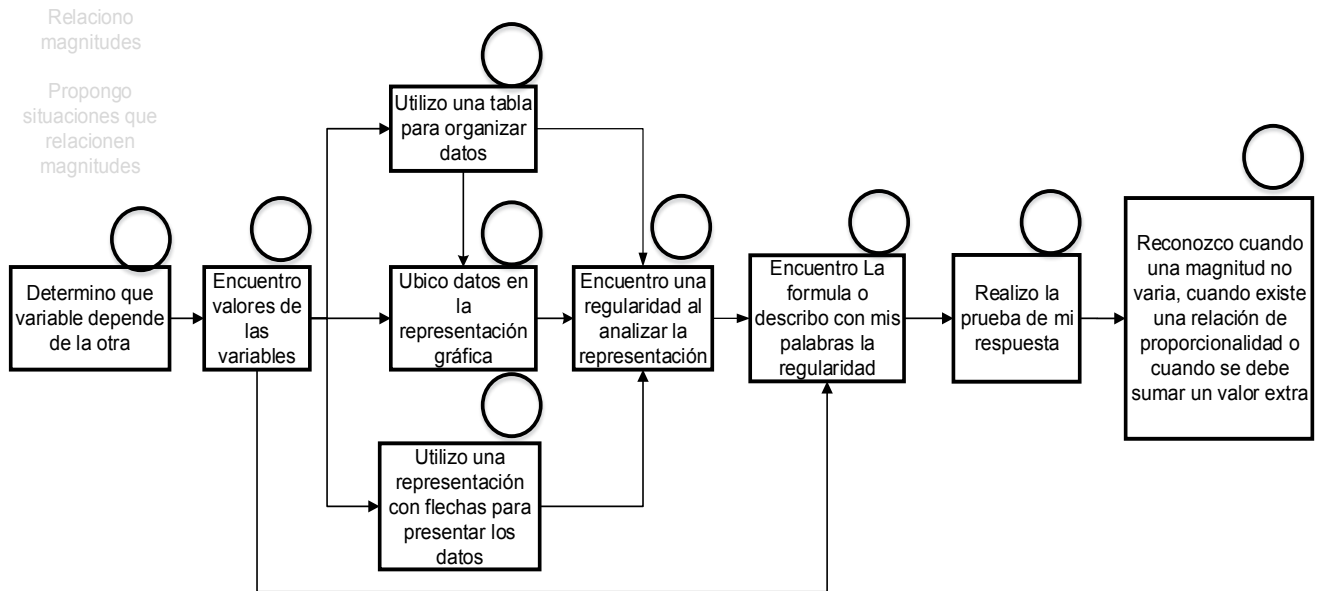 Relaciono
magnitudes
Propongo
situaciones que
relacionen
magnitudes
Determino que
variable depende
de la otra
Encuentro
valores de
las
variables
Utilizo una tabla
para organizar
datos
Ubico datos en
la
representación
gráfica
Utilizo una
representación
con flechas para
presentar los
datos
Encuentro una
regularidad al
analizar la
representación
Encuentro La
formula o
describo con mis
palabras la
regularidad
Realizo la
prueba de mi
respuesta
Reconozco cuando
una magnitud no
varia, cuando existe
una relación de
proporcionalidad o
cuando se debe
sumar un valor extra